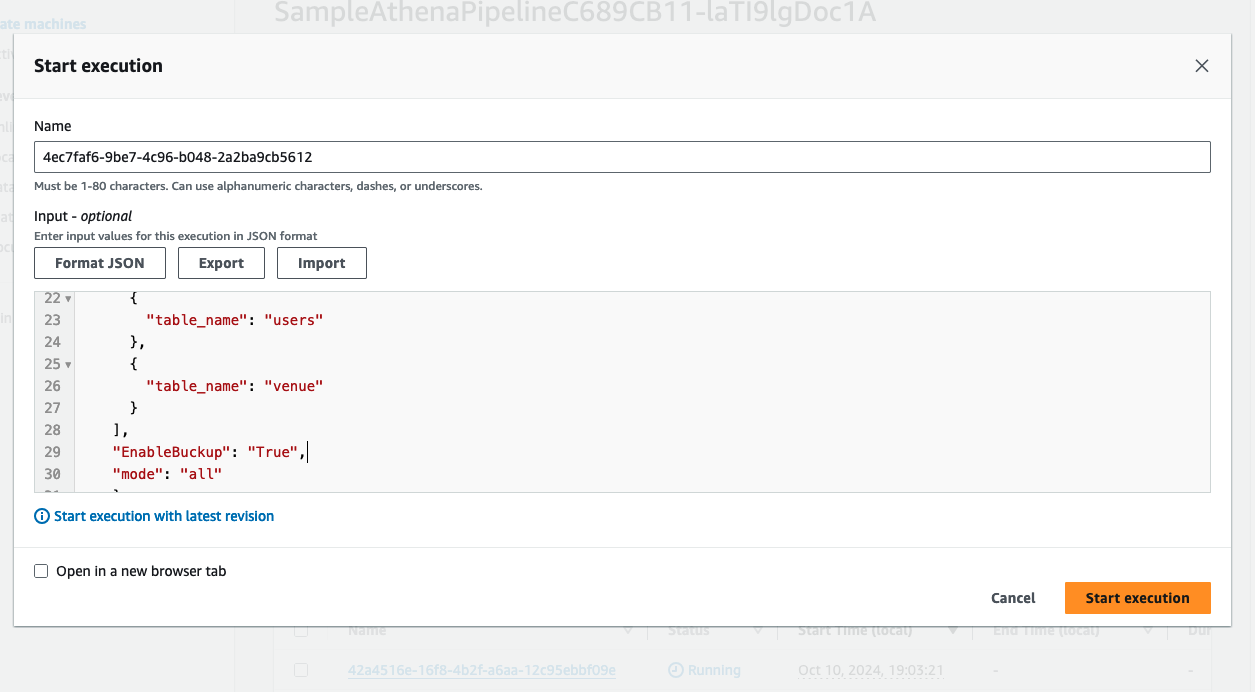 SampleAthenaPipelineC689CB11-laTI9lgDoc1A
ate machines
Start execution
Name
4ec7faf6-9be7-4c96-b048-2a2ba9cb5612
Must be 1-80 characters. Can use alphanumeric characters, dashes, or underscores.
Input - optional
Enter input values for this execution in JSON format
Format JSON Export Import
22 {
23 "table_name": "users"
24 },
25 {
26 "table_name": "venue"
27 }
28 ],
29 "EnableBuckup": "True",
30 "mode": "all"
Start execution with latest revision
Open in a new browser tab
Cancel Start execution
Name Status Start Time (local) End Time (local) Dur
42a4516e-16f8-4b2f-a6aa-12c95ebbf09e Running Oct 10, 2024, 19:03:21 - -